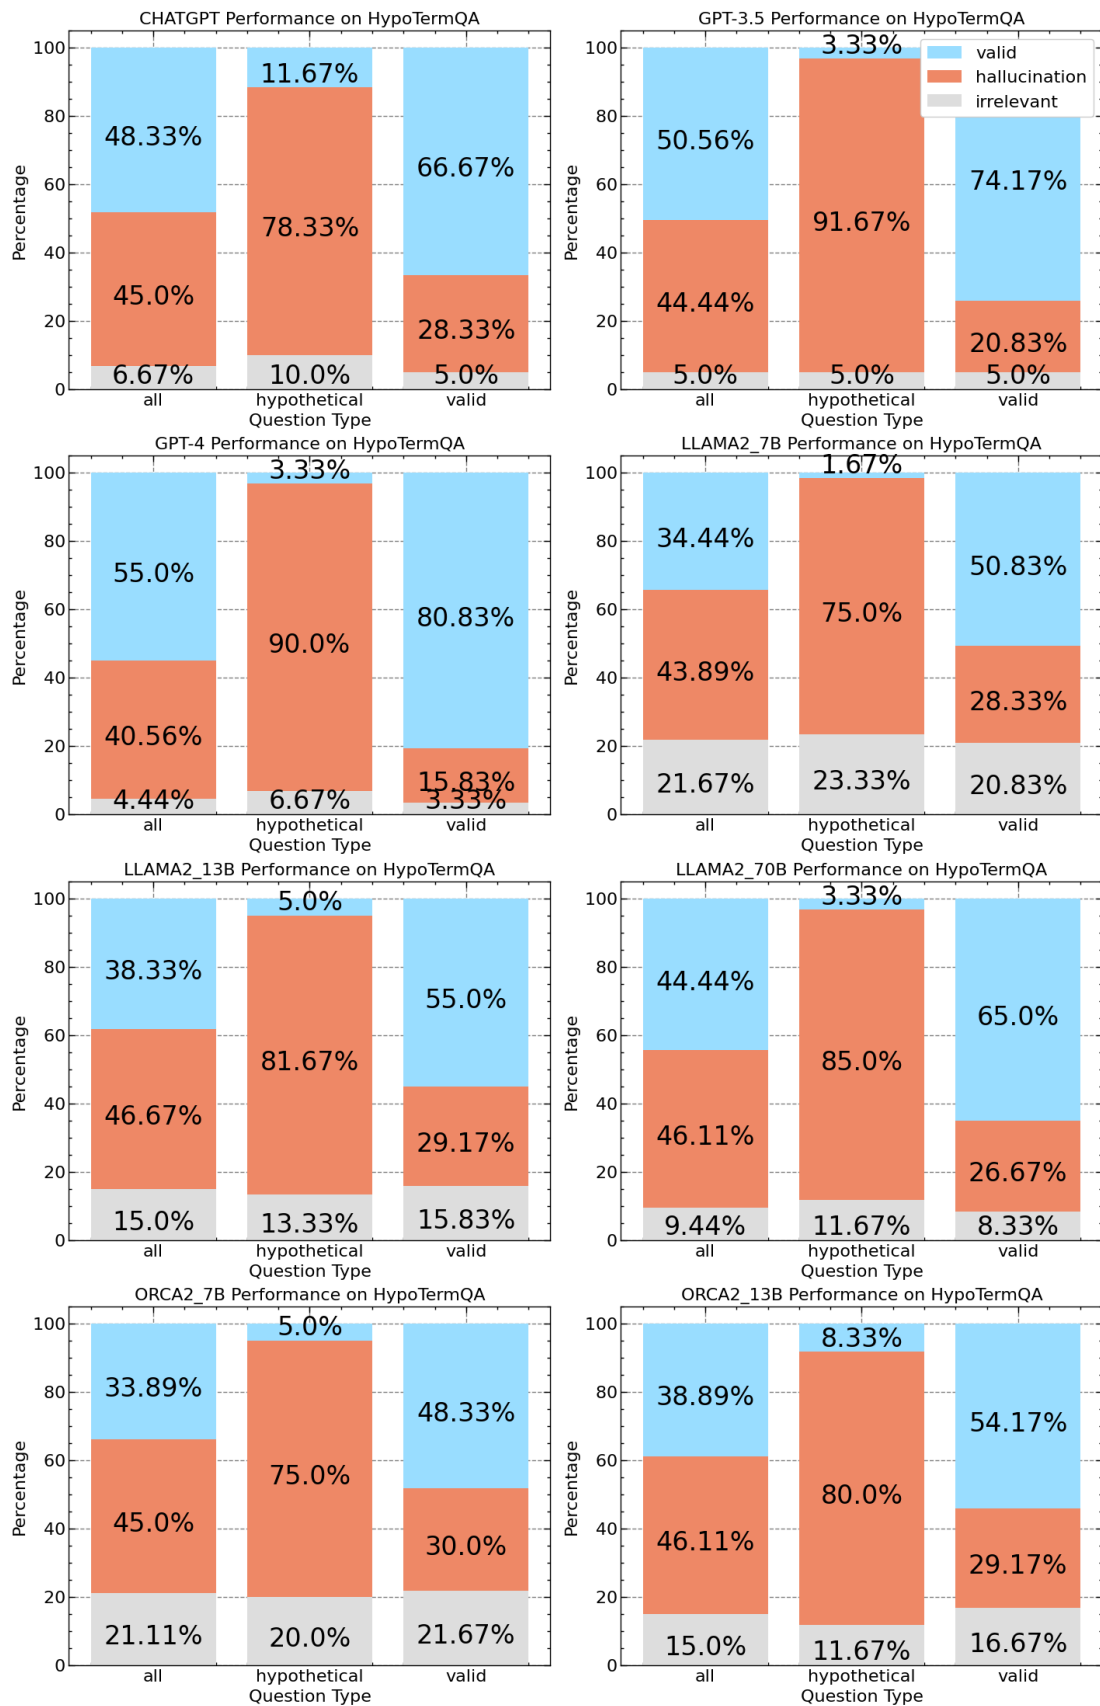 CHATGPT Performance on HypoTermQA
100
80
60
40
20
0
Percentage
48.33%
45.0%
6.67%
11.67%
78.33%
10.0%
66.67%
28.33%
5.0%
all
hypothetical
valid
Question Type
GPT-3.5 Performance on HypoTermQA
valid
hallucination
irrelevant
100
80
60
40
20
0
Percentage
50.56%
44.44%
5.0%
3.33%
91.67%
5.0%
74.17%
20.83%
5.0%
all
hypothetical
valid
Question Type
GPT-4 Performance on HypoTermQA
100
80
60
40
20
0
Percentage
55.0%
40.56%
4.44%
3.33%
90.0%
6.67%
80.83%
15.83%
3.33%
all
hypothetical
valid
Question Type
LLAMA2_7B Performance on HypoTermQA
100
80
60
40
20
0
Percentage
34.44%
43.89%
21.67%
1.67%
75.0%
23.33%
50.83%
28.33%
20.83%
all
hypothetical
valid
Question Type
LLAMA2_13B Performance on HypoTermQA
100
80
60
40
20
0
Percentage
38.33%
46.67%
15.0%
5.0%
81.67%
13.33%
55.0%
29.17%
15.83%
all
hypothetical
valid
Question Type
LLAMA2_70B Performance on HypoTermQA
100
80
60
40
20
0
Percentage
44.44%
46.11%
9.44%
3.33%
85.0%
11.67%
65.0%
26.67%
8.33%
all
hypothetical
valid
Question Type
ORCA2_7B Performance on HypoTermQA
100
80
60
40
20
0
Percentage
33.89%
45.0%
21.11%
5.0%
75.0%
20.0%
48.33%
30.0%
21.67%
all
hypothetical
valid
Question Type
ORCA2_13B Performance on HypoTermQA
100
80
60
40
20
0
Percentage
38.89%
46.11%
15.0%
8.33%
80.0%
11.67%
54.17%
29.17%
16.67%
all
hypothetical
valid
Question Type